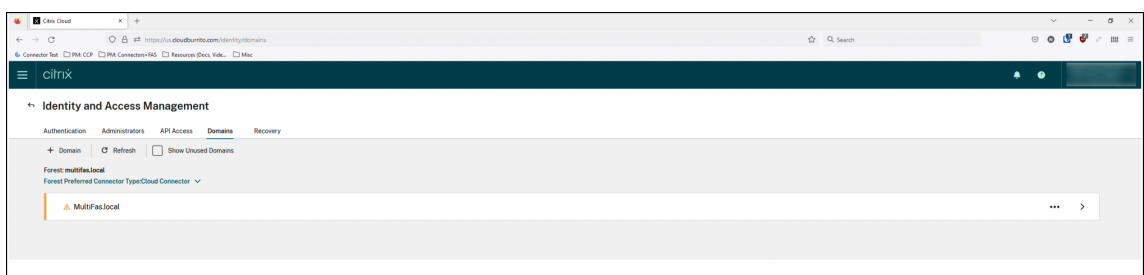 Citrix Cloud
https://us.cloudburrito.com/identity/domains
Search
Connector Test PM: CCP PM: Connectors+FAS Resources (Docs, Vide... Misc
citrix
Identity and Access Management
Authentication Administrators API Access Domains Recovery
+ Domain Refresh Show Unused Domains
Forest: multifas.local
Forest Preferred Connector Type:Cloud Connector
MultiFas.local